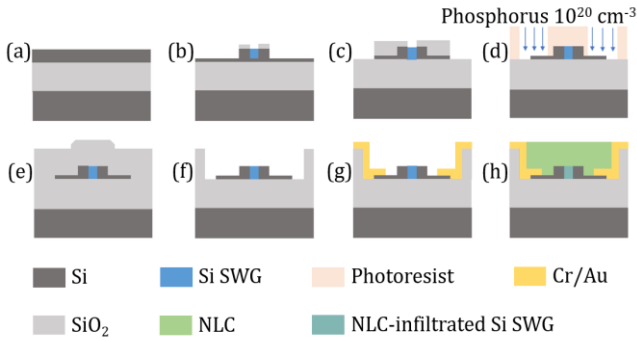 Phosphorus 10²⁰ cm⁻³
(a) (b) (c) (d)
(e) (f) (g) (h)
Si Si SWG Photoresist Cr/Au
SiO₂ NLC NLC-infiltrated Si SWG